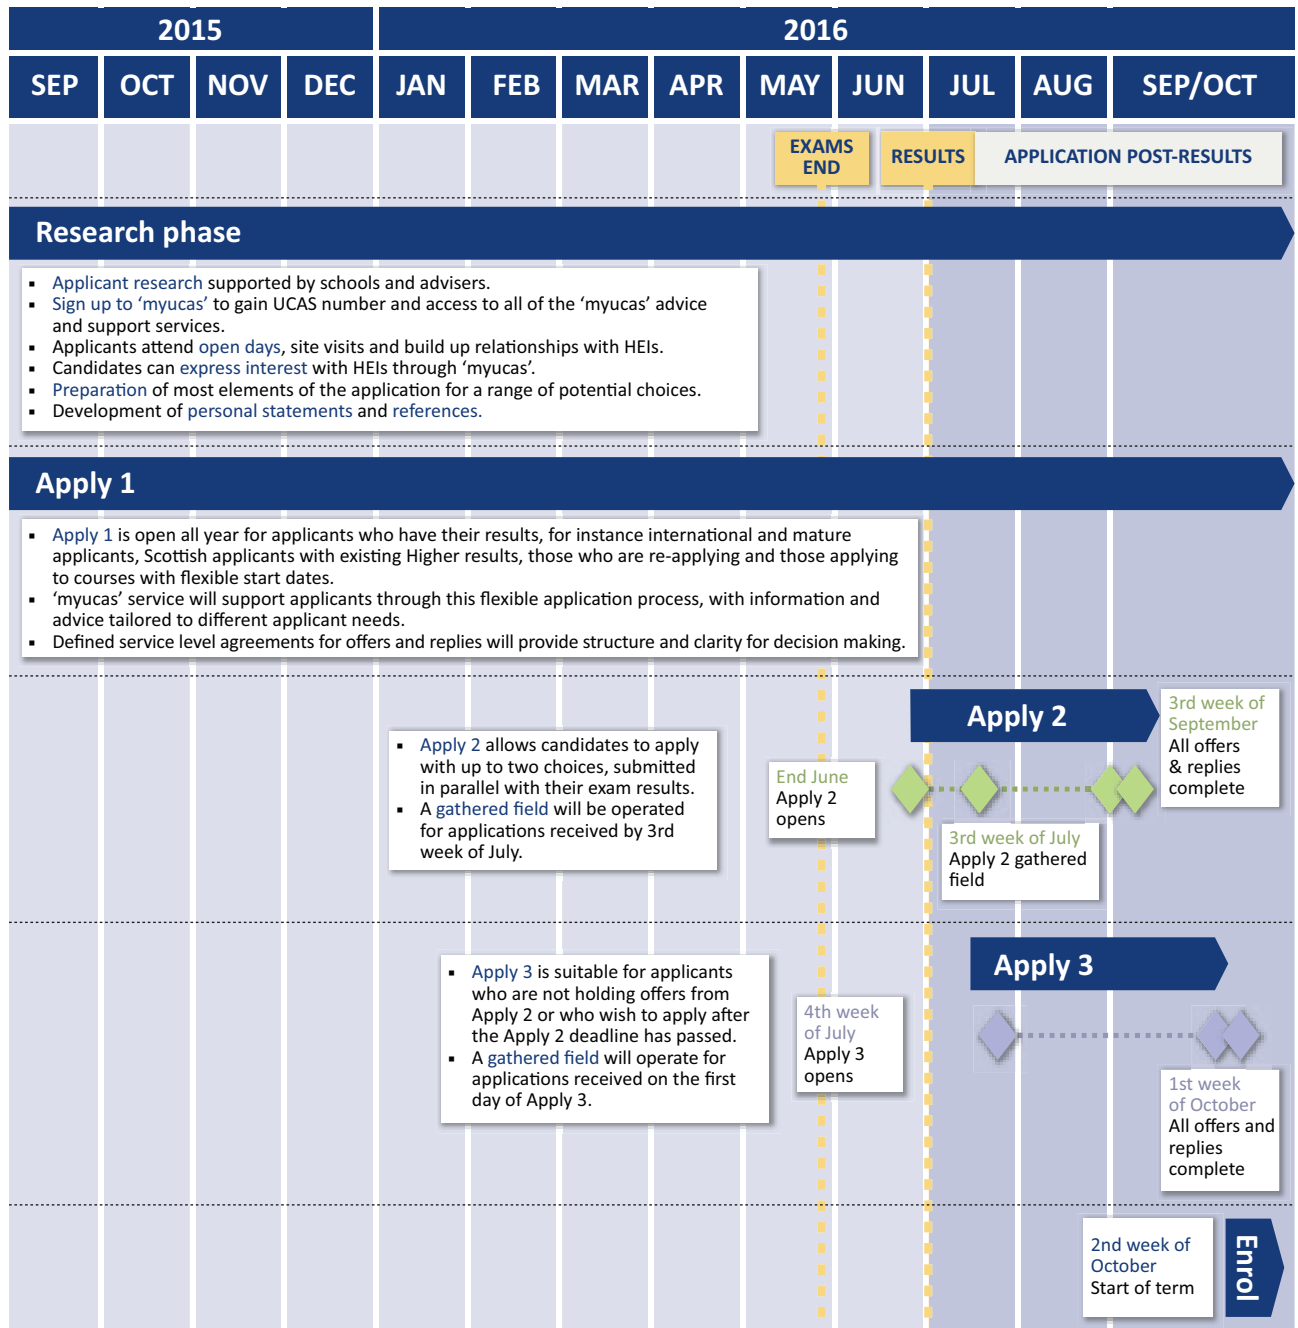 2015
2016
SEP
OCT
NOV
DEC
JAN
FEB
MAR
APR
MAY
JUN
JUL
AUG
SEP/OCT
EXAMS
END
RESULTS
APPLICATION POST-RESULTS
Research phase
▪ Applicant research supported by schools and advisers.
▪ Sign up to ‘myucas’ to gain UCAS number and access to all of the ‘myucas’ advice
and support services.
▪ Applicants attend open days, site visits and build up relationships with HEIs.
▪ Candidates can express interest with HEIs through ‘myucas’.
▪ Preparation of most elements of the application for a range of potential choices.
▪ Development of personal statements and references.
Apply 1
▪ Apply 1 is open all year for applicants who have their results, for instance international and mature
applicants, Scottish applicants with existing Higher results, those who are re-applying and those applying
to courses with flexible start dates.
▪ ‘myucas’ service will support applicants through this flexible application process, with information and
advice tailored to different applicant needs.
▪ Defined service level agreements for offers and replies will provide structure and clarity for decision making.
Apply 2
▪ Apply 2 allows candidates to apply
with up to two choices, submitted
in parallel with their exam results.
▪ A gathered field will be operated
for applications received by 3rd
week of July.
End June
Apply 2
opens
3rd week of July
Apply 2 gathered
field
3rd week of
September
All offers
& replies
complete
Apply 3
▪ Apply 3 is suitable for applicants
who are not holding offers from
Apply 2 or who wish to apply after
the Apply 2 deadline has passed.
▪ A gathered field will operate for
applications received on the first
day of Apply 3.
4th week
of July
Apply 3
opens
1st week
of October
All offers and
replies
complete
2nd week of
October
Start of term
Enrol